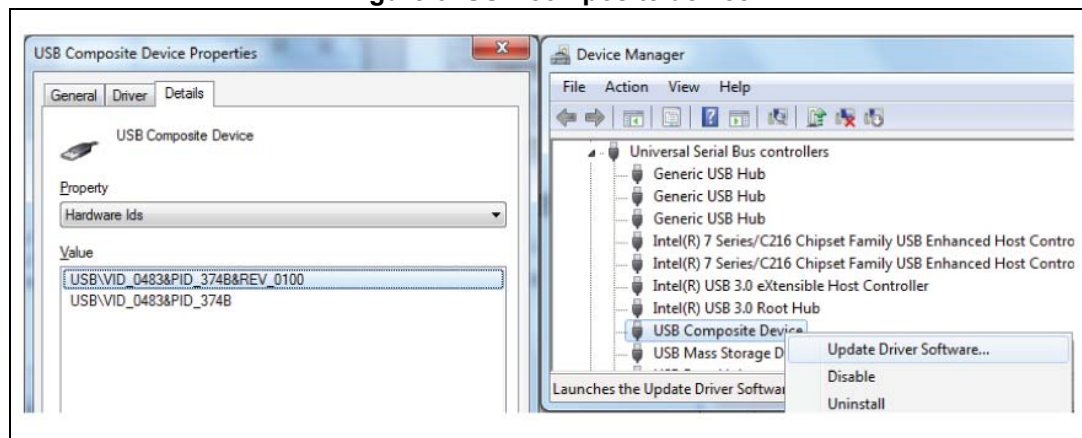 USB Composite Device Properties
General Driver Details
USB Composite Device
Property
Hardware Ids
Value
USB\VID_0483&PID_374B&REV_0100
USB\VID_0483&PID_374B
Device Manager
File Action View Help
Universal Serial Bus controllers
Generic USB Hub
Generic USB Hub
Generic USB Hub
Intel(R) 7 Series/C216 Chipset Family USB Enhanced Host Contro
Intel(R) 7 Series/C216 Chipset Family USB Enhanced Host Contro
Intel(R) USB 3.0 eXtensible Host Controller
Intel(R) USB 3.0 Root Hub
USB Composite Device
USB Mass Storage D
Launches the Update Driver Softwar
Update Driver Software...
Disable
Uninstall